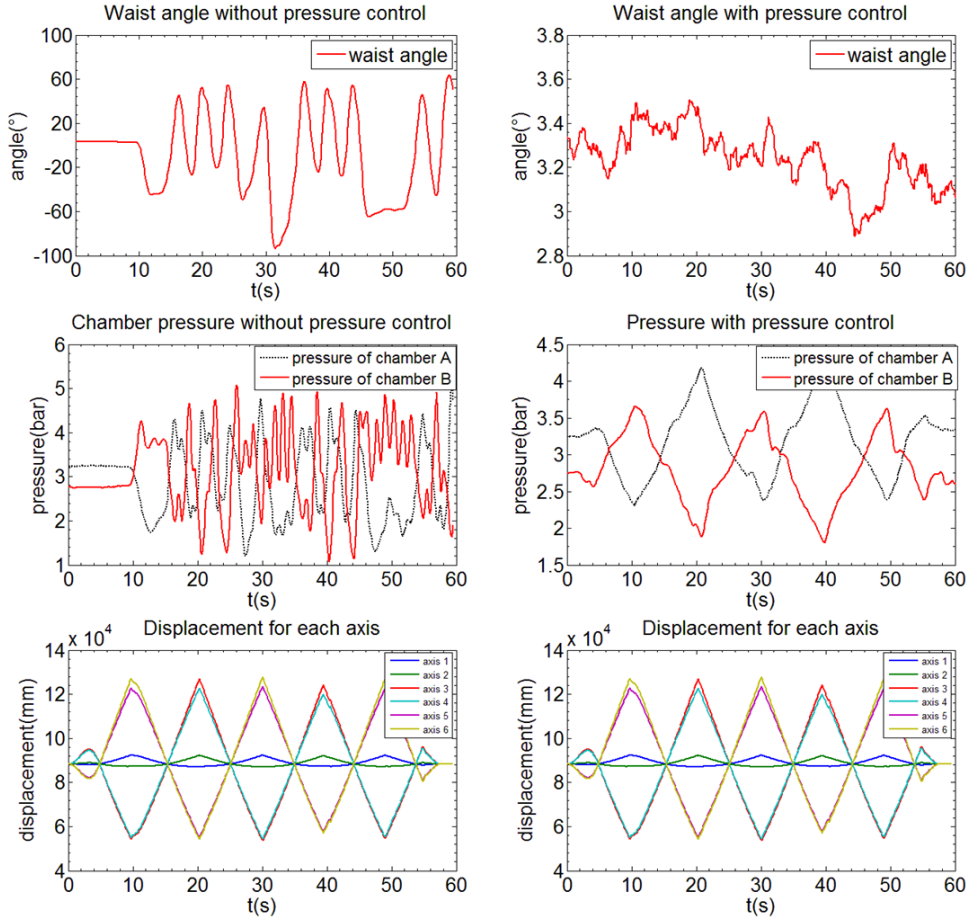 Waist angle without pressure control
100
60
20
-20
-60
-100
angle(°)
waist angle
0 10 20 30 40 50 60
t(s)
Waist angle with pressure control
3.8
3.6
3.4
3.2
3
2.8
angle(°)
waist angle
0 10 20 30 40 50 60
t(s)
Chamber pressure without pressure control
6
5
4
3
2
1
pressure(bar)
pressure of chamber A
pressure of chamber B
0 10 20 30 40 50 60
t(s)
Pressure with pressure control
4.5
3.5
2.5
1.5
pressure(bar)
pressure of chamber A
pressure of chamber B
0 10 20 30 40 50 60
t(s)
Displacement for each axis
x 10⁴
14
12
10
8
6
4
displacement(mm)
axis 1
axis 2
axis 3
axis 4
axis 5
axis 6
0 10 20 30 40 50 60
t(s)
Displacement for each axis
x 10⁴
14
12
10
8
6
4
displacement(mm)
axis 1
axis 2
axis 3
axis 4
axis 5
axis 6
0 10 20 30 40 50 60
t(s)